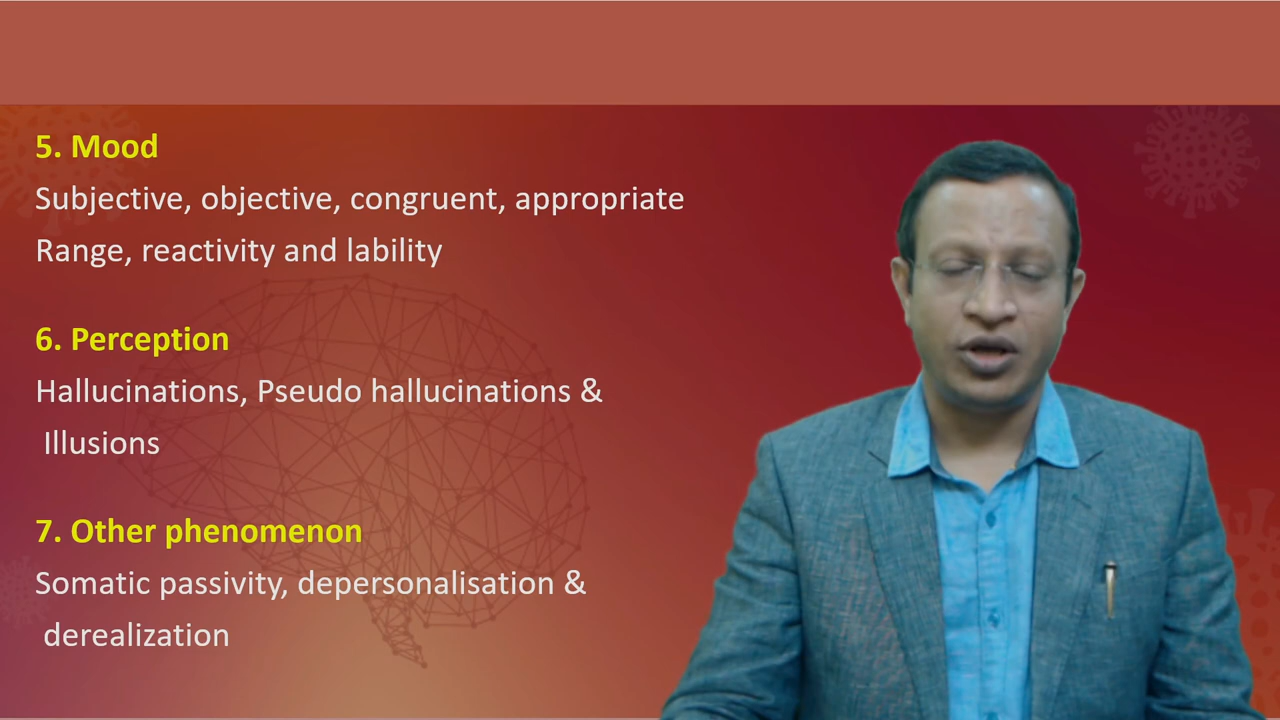 5. Mood
Subjective, objective, congruent, appropriate
Range, reactivity and lability
6. Perception
Hallucinations, Pseudo hallucinations &
Illusions
7. Other phenomenon
Somatic passivity, depersonalisation &
derealization